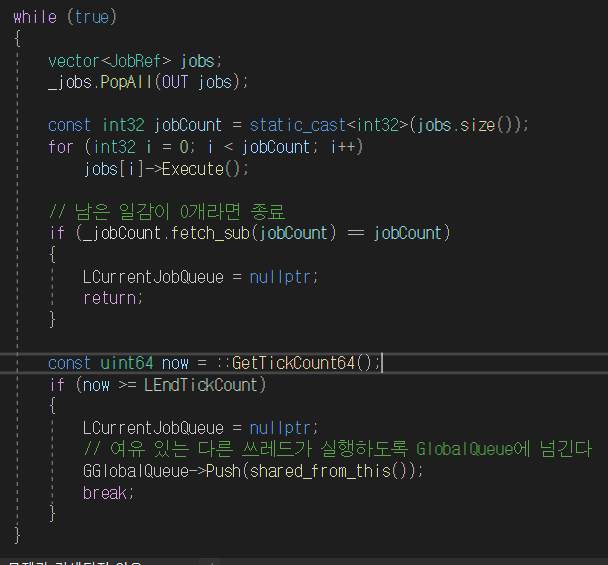 while (true)
{
vector<JobRef> jobs;
_jobs.PopAll(OUT jobs);
const int32 jobCount = static_cast<int32>(jobs.size());
for (int32 i = 0; i < jobCount; i++)
jobs[i]->Execute();
// 남은 일감이 0개라면 종료
if (_jobCount.fetch_sub(jobCount) == jobCount)
{
LCurrentJobQueue = nullptr;
return;
}
const uint64 now = ::GetTickCount64();
if (now >= LEndTickCount)
{
LCurrentJobQueue = nullptr;
// 여유 있는 다른 쓰레드가 실행하도록 GlobalQueue에 넘긴다
GGlobalQueue->Push(shared_from_this());
break;
}
}